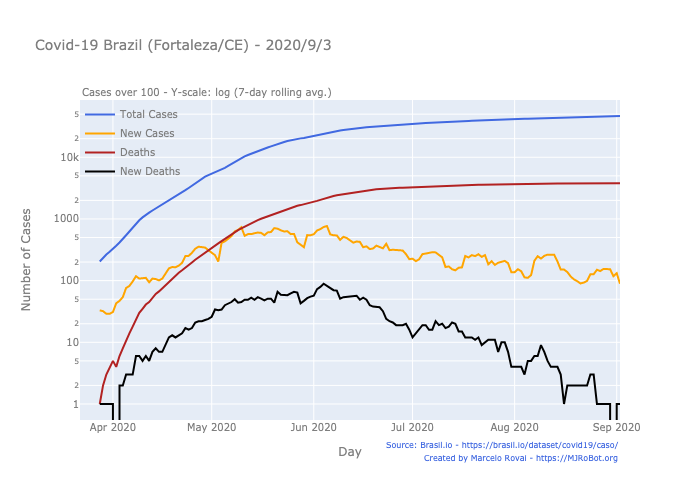 Covid-19 Brazil (Fortaleza/CE) - 2020/9/3
Cases over 100 - Y-scale: log (7-day rolling avg.)
Total Cases
New Cases
Deaths
New Deaths
Number of Cases
5
2
10k
5
2
1000
5
2
100
5
2
10
5
2
1
Apr 2020
May 2020
Jun 2020
Jul 2020
Aug 2020
Sep 2020
Day
Source: Brasil.io - https://brasil.io/dataset/covid19/caso/
Created by Marcelo Rovai - https://MJRoBot.org